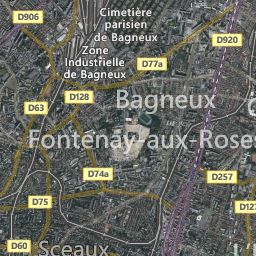 D906
Cimetière
parisien
de Bagneux
D920
Zone
Industrielle
de Bagneux
D77a
D63
D128
Bagneux
Fontenay-aux-Roses
D74a
D257
D75
D127
D60
Sceaux